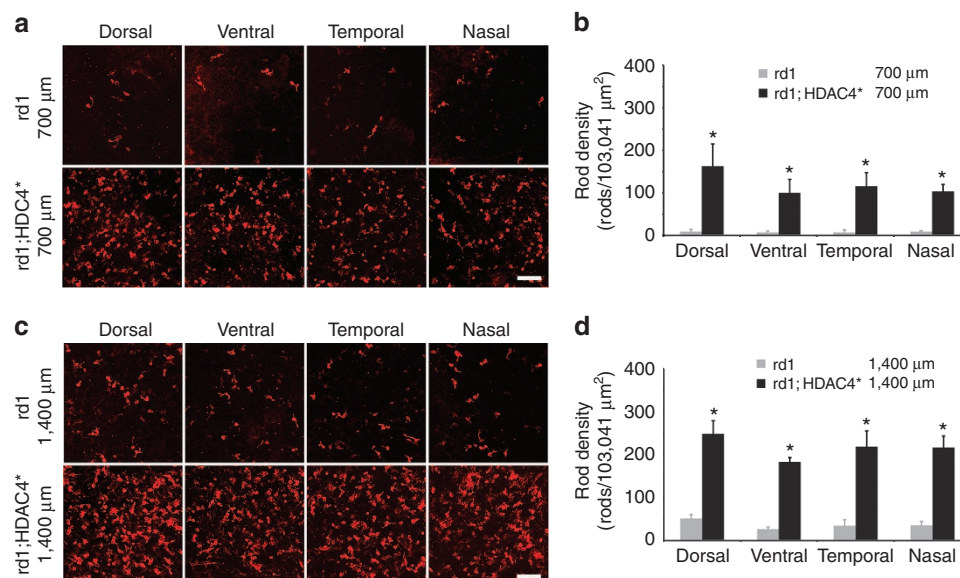 a
Dorsal Ventral Temporal Nasal
rd1
700 μm
rd1;HDC4*
700 μm
b
rd1 700 μm
rd1; HDAC4* 700 μm
Rod density
(rods/103,041 μm²)
400
300
200
100
0
* * * *
Dorsal Ventral Temporal Nasal
c
Dorsal Ventral Temporal Nasal
rd1
1,400 μm
rd1;HDAC4*
1,400 μm
d
rd1 1,400 μm
rd1; HDAC4* 1,400 μm
Rod density
(rods/103,041 μm²)
400
300
200
100
0
* * * *
Dorsal Ventral Temporal Nasal